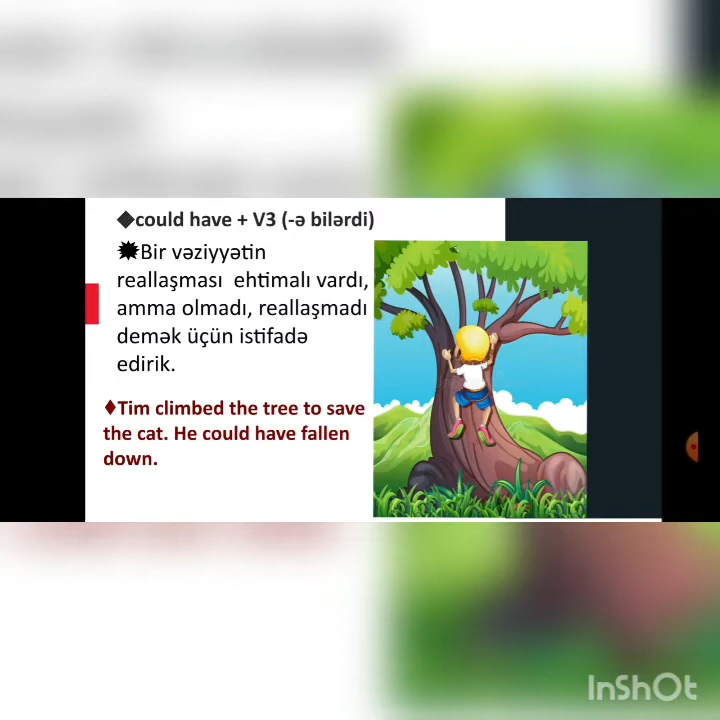 ◆could have + V3 (-ə bilərdi)
✹Bir vəziyyətin
reallaşması ehtimalı vardı,
amma olmadı, reallaşmadı
demək üçün istifadə
edirik.
♦Tim climbed the tree to save
the cat. He could have fallen
down.
InShOt